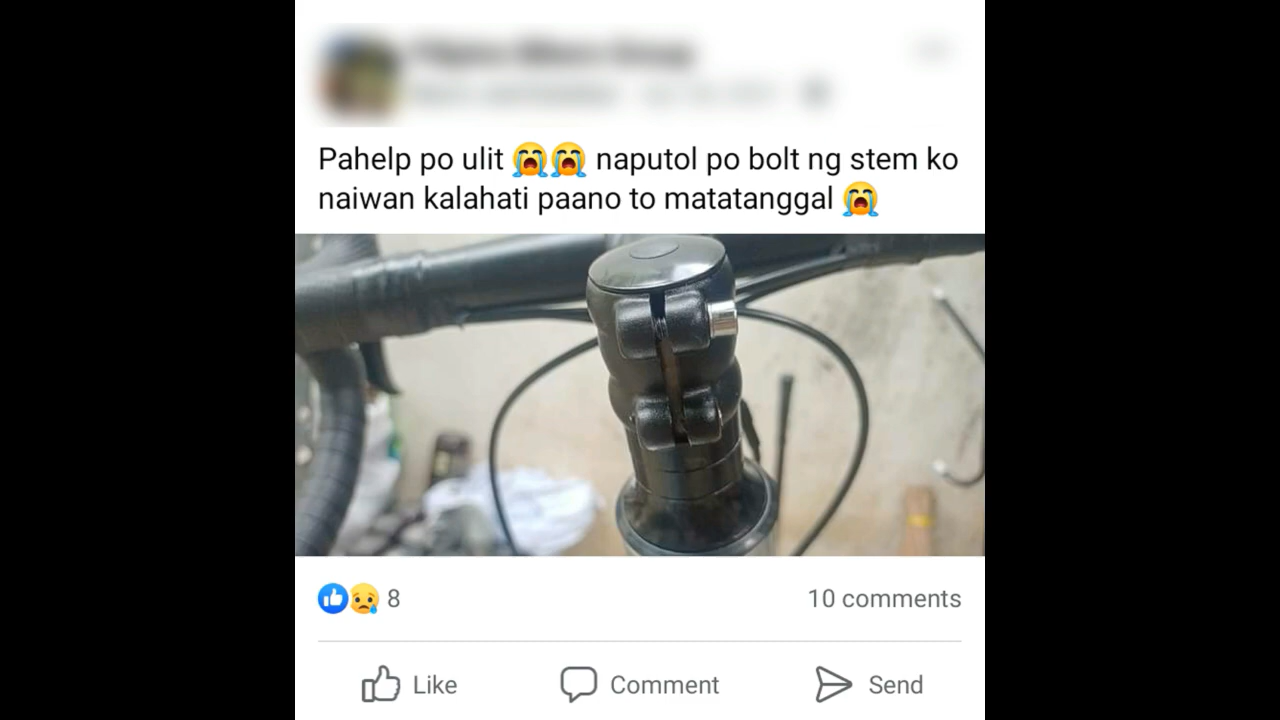 Pahelp po ulit 😭😭 naputol po bolt ng stem ko
naiwan kalahati paano to matatanggal 😭
8
10 comments
Like
Comment
Send